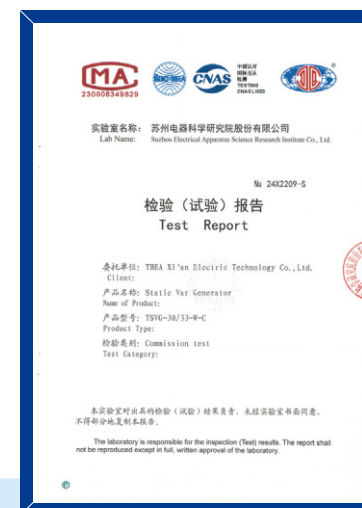 MA
230008349829
ilac-MRA
CNAS
中国认可
国际互认
检测
TESTING
CNAS L1020
实验室名称： 苏州电器科学研究院股份有限公司
Lab Name: Suzhou Electrical Apparatus Science Research Institute Co., Ltd.
№ 24X2209-S
检验（试验）报告
Test Report
委托单位: TBEA Xi'an Electric Technology Co.,Ltd.
Client:
产品名称: Static Var Generator
Name of Product:
产品型号: TSVG-30/33-W-C
Product Type:
检验类别: Commission test
Test Category:
本实验室对出具的检验（试验）结果负责，未经实验室书面同意，
不得部分地复制本报告。
The laboratory is responsible for the inspection (Test) results. The report shall
not be reproduced except in full, written approval of the laboratory.